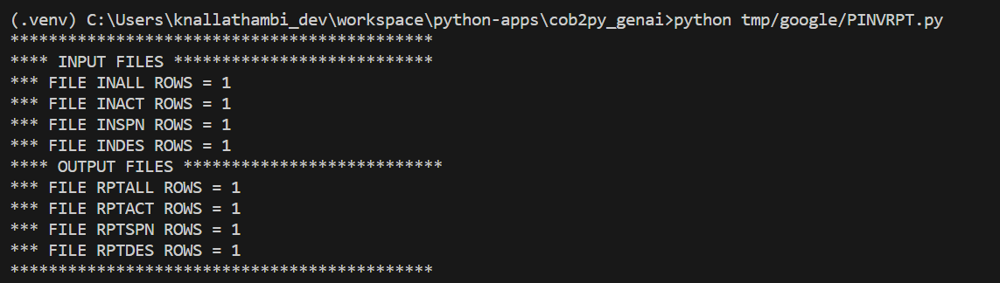 (.venv) C:\Users\knallathambi_dev\workspace\python-apps\cob2py_genai>python tmp/google/PINVRPT.py
********************************************
**** INPUT FILES ***************************
*** FILE INALL ROWS = 1
*** FILE INACT ROWS = 1
*** FILE INSPN ROWS = 1
*** FILE INDES ROWS = 1
**** OUTPUT FILES ***************************
*** FILE RPTALL ROWS = 1
*** FILE RPTACT ROWS = 1
*** FILE RPTSPN ROWS = 1
*** FILE RPTDES ROWS = 1
********************************************